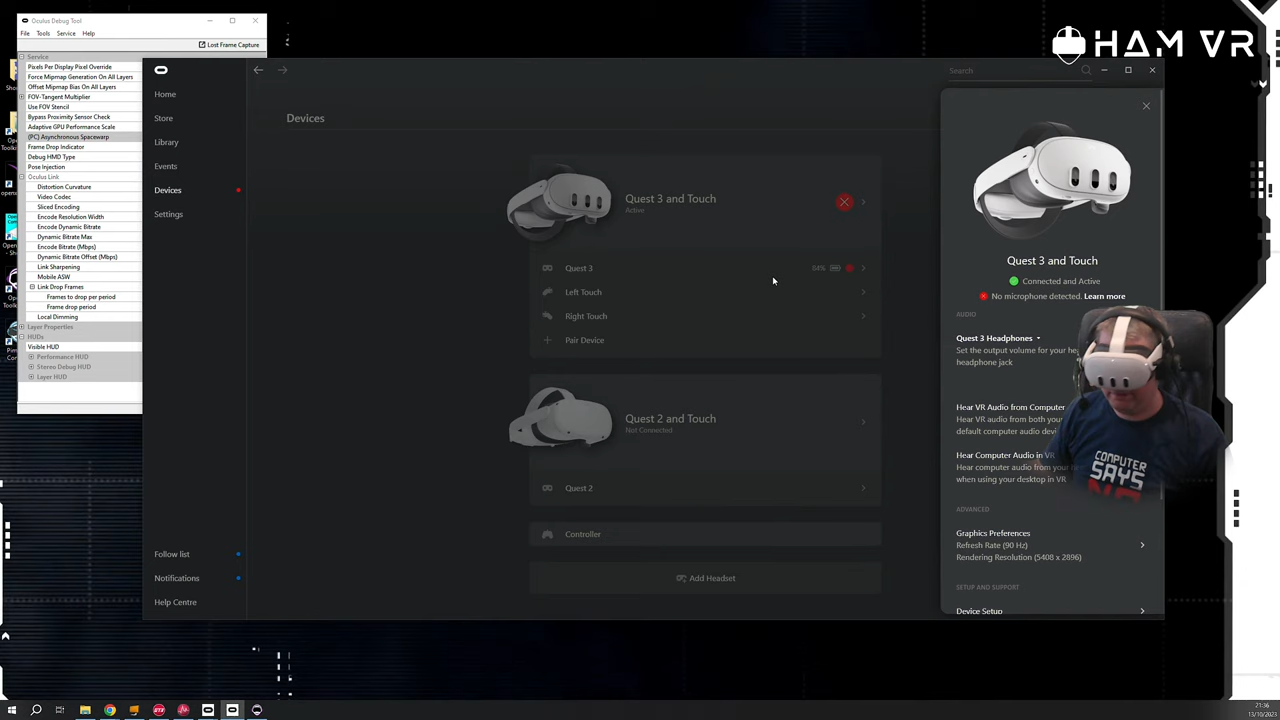 Oculus Debug Tool
File Tools Service Help
Lost Frame Capture
Service
Pixels Per Display Pixel Override
Force Mipmap Generation On All Layers
Offset Mipmap Bias On All Layers
FOV-Tangent Multiplier
Use FOV Stencil
Bypass Proximity Sensor Check
Adaptive GPU Performance Scale
(PC) Asynchronous Spacewarp
Frame Drop Indicator
Debug HMD Type
Pose Injection
Oculus Link
Distortion Curvature
Video Codec
Sliced Encoding
Encode Resolution Width
Encode Dynamic Bitrate
Dynamic Bitrate Max
Encode Bitrate (Mbps)
Dynamic Bitrate Offset (Mbps)
Link Sharpening
Mobile ASW
Link Drop Frames
Frames to drop per period
Frame drop period
Local Dimming
Layer Properties
HUDs
Visible HUD
Performance HUD
Stereo Debug HUD
Layer HUD
Home
Store
Library
Events
Devices
Settings
Follow list
Notifications
Help Centre
Search
Devices
Quest 3 and Touch
Active
Quest 3
84%
Left Touch
Right Touch
Pair Device
Quest 2 and Touch
Not Connected
Quest 2
Controller
Add Headset
Quest 3 and Touch
Connected and Active
No microphone detected. Learn more
AUDIO
Quest 3 Headphones
Set the output volume for your he
headphone jack
Hear VR Audio from Computer
Hear VR audio from both your
default computer audio devi
Hear Computer Audio in VR
Hear computer audio from your
when using your desktop in VR
ADVANCED
Graphics Preferences
Refresh Rate (90 Hz)
Rendering Resolution (5408 x 2896)
SETUP AND SUPPORT
Device Setup
HAM VR
COMPUTER
SAYS
NO
21:36
13/10/2023